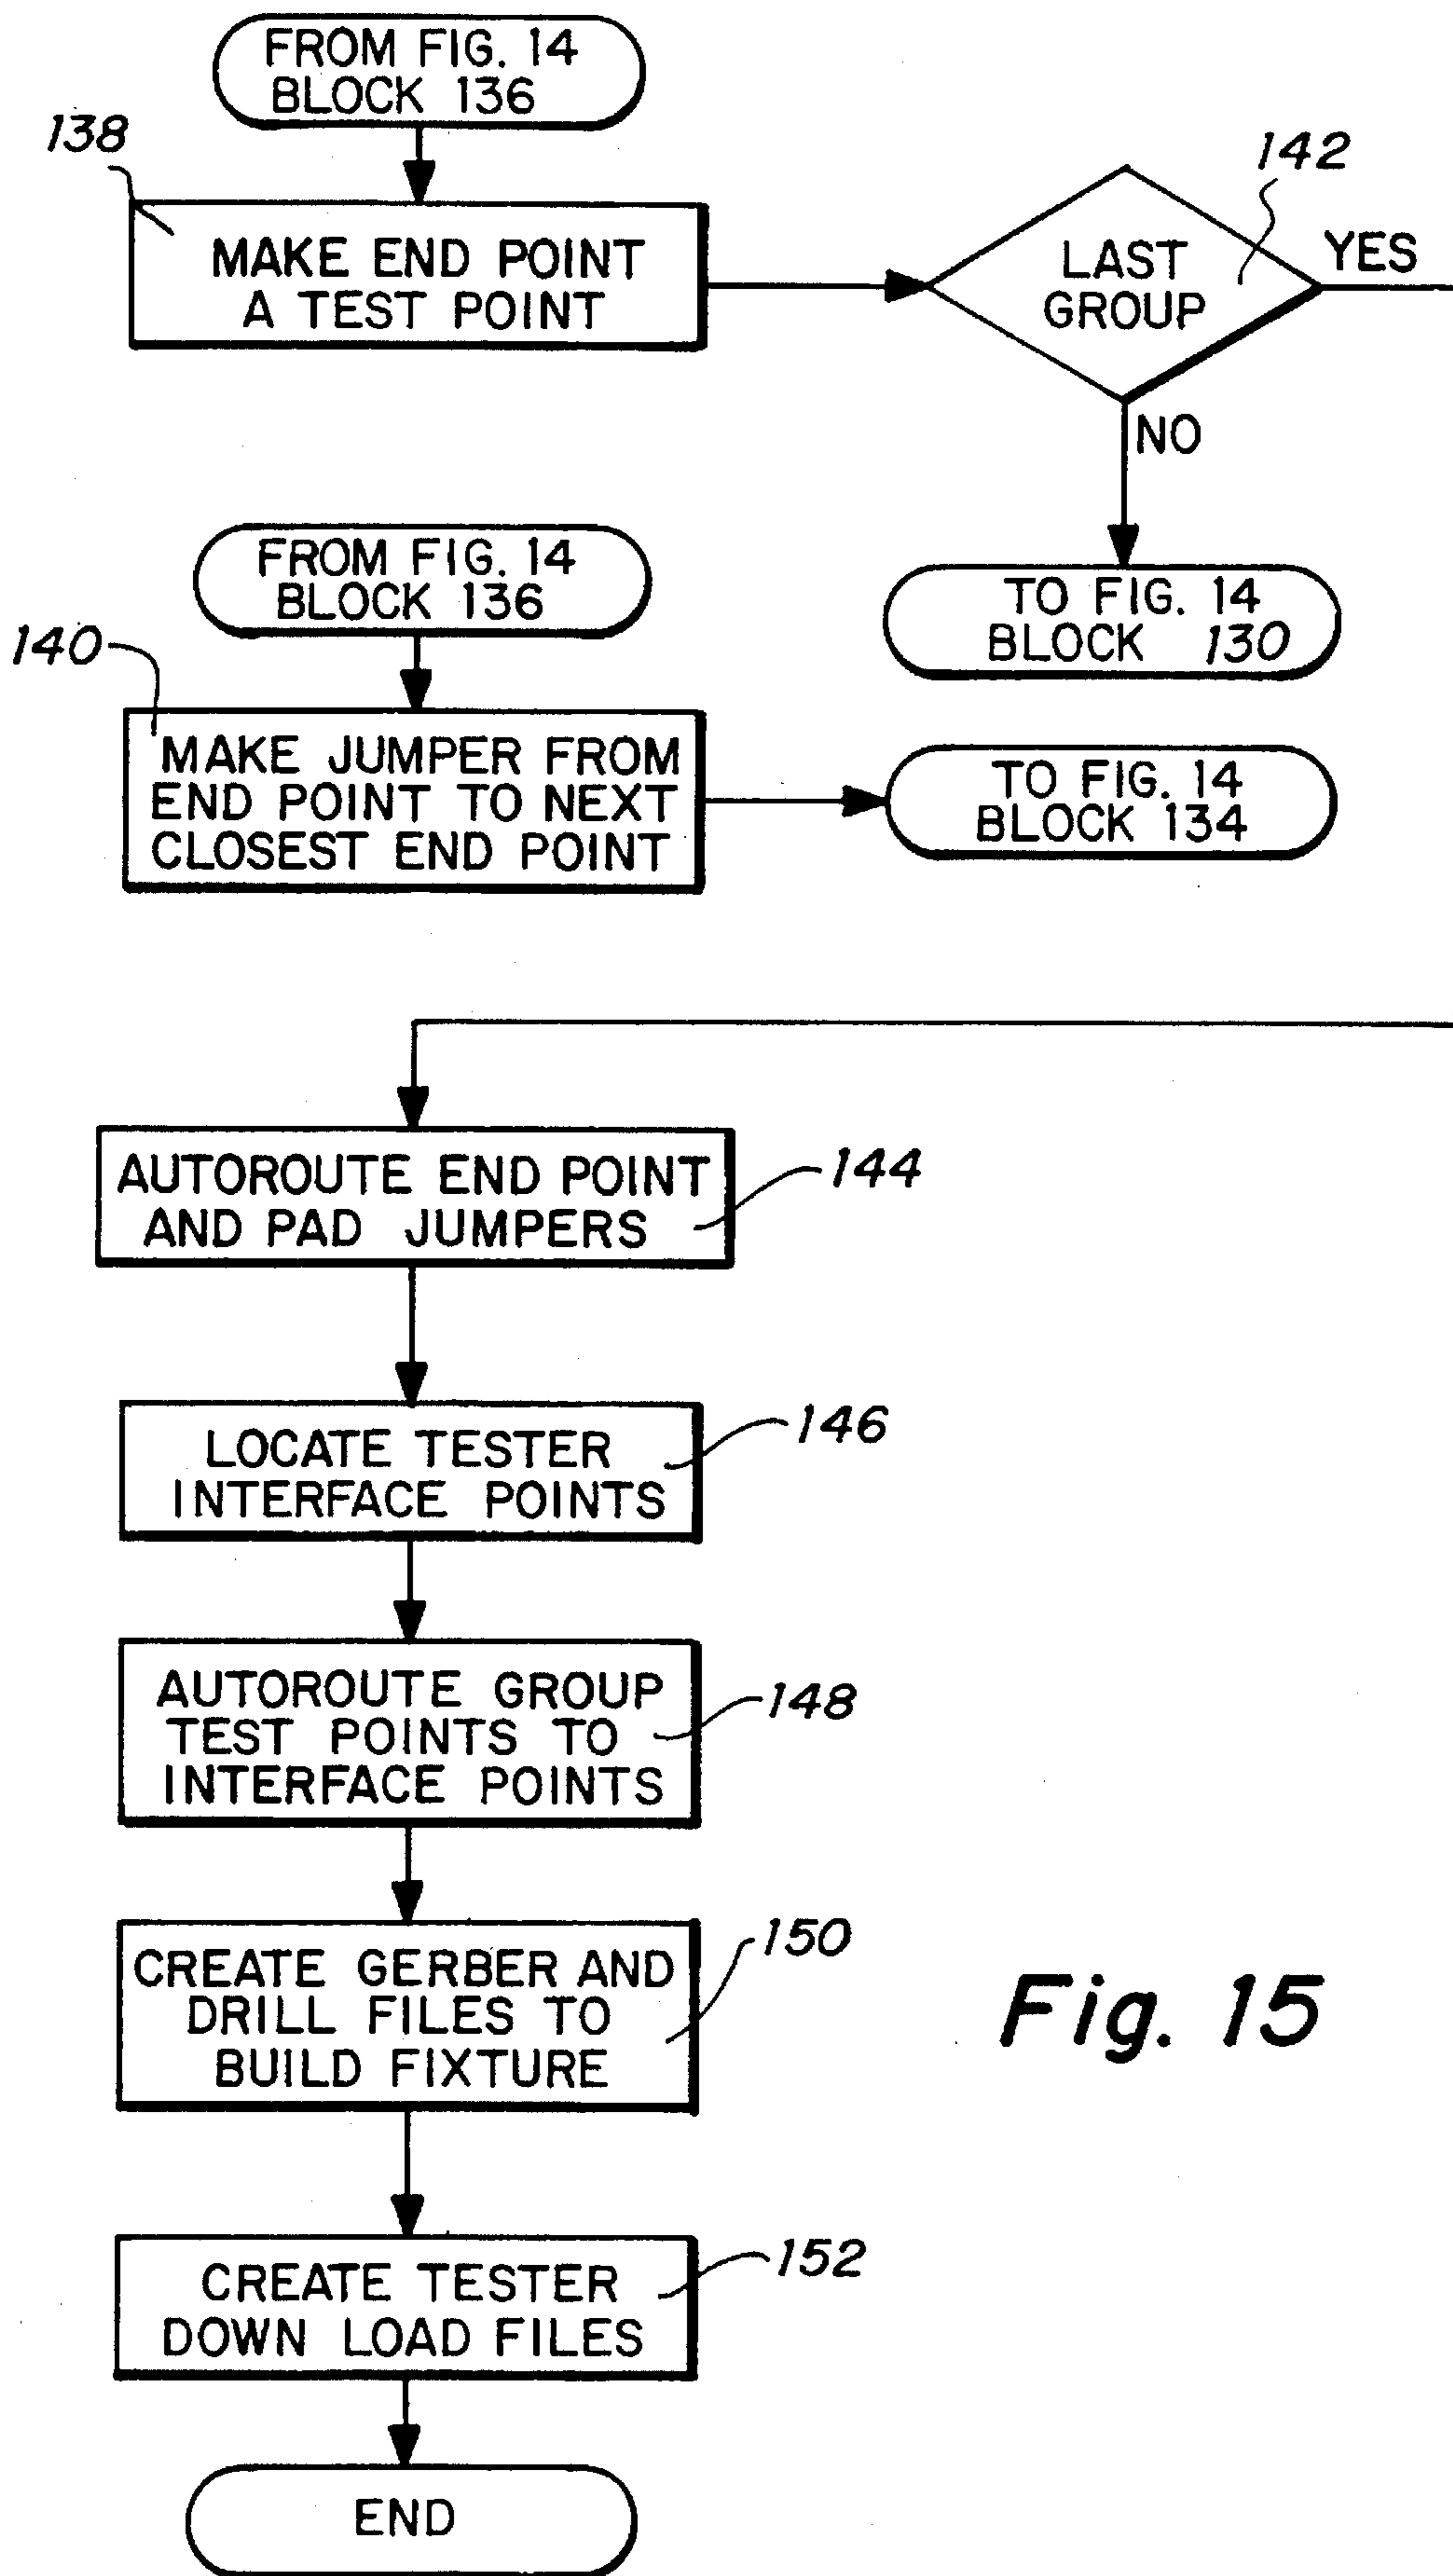 FROM FIG. 14
BLOCK 136
138
MAKE END POINT
A TEST POINT
142
LAST
GROUP
YES
NO
TO FIG. 14
BLOCK 130
FROM FIG. 14
BLOCK 136
140
MAKE JUMPER FROM
END POINT TO NEXT
CLOSEST END POINT
TO FIG. 14
BLOCK 134
AUTOROUTE END POINT
AND PAD JUMPERS
144
LOCATE TESTER
INTERFACE POINTS
146
AUTOROUTE GROUP
TEST POINTS TO
INTERFACE POINTS
148
CREATE GERBER AND
DRILL FILES TO
BUILD FIXTURE
150
Fig. 15
CREATE TESTER
DOWN LOAD FILES
152
END